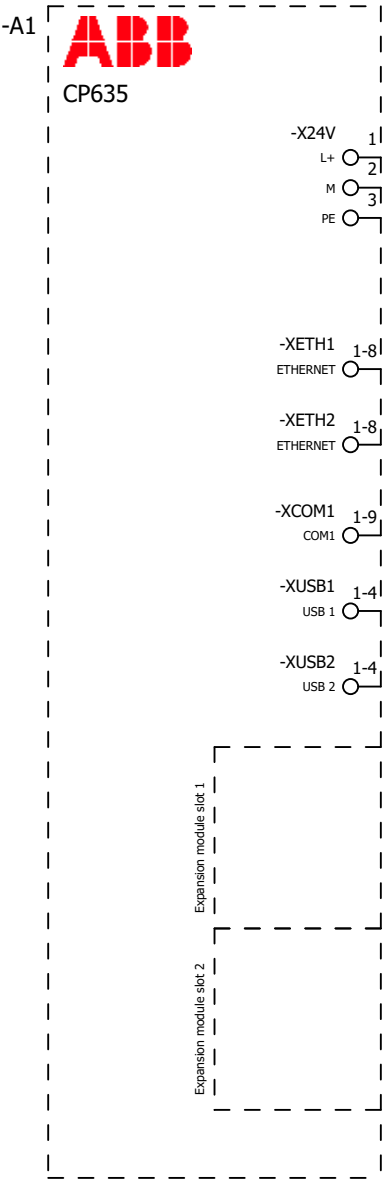 -A1
ABB
CP635
-X24V 1
L+
2
M
3
PE
-XETH1 1-8
ETHERNET
-XETH2 1-8
ETHERNET
-XCOM1 1-9
COM1
-XUSB1 1-4
USB 1
-XUSB2 1-4
USB 2
Expansion module slot 1
Expansion module slot 2